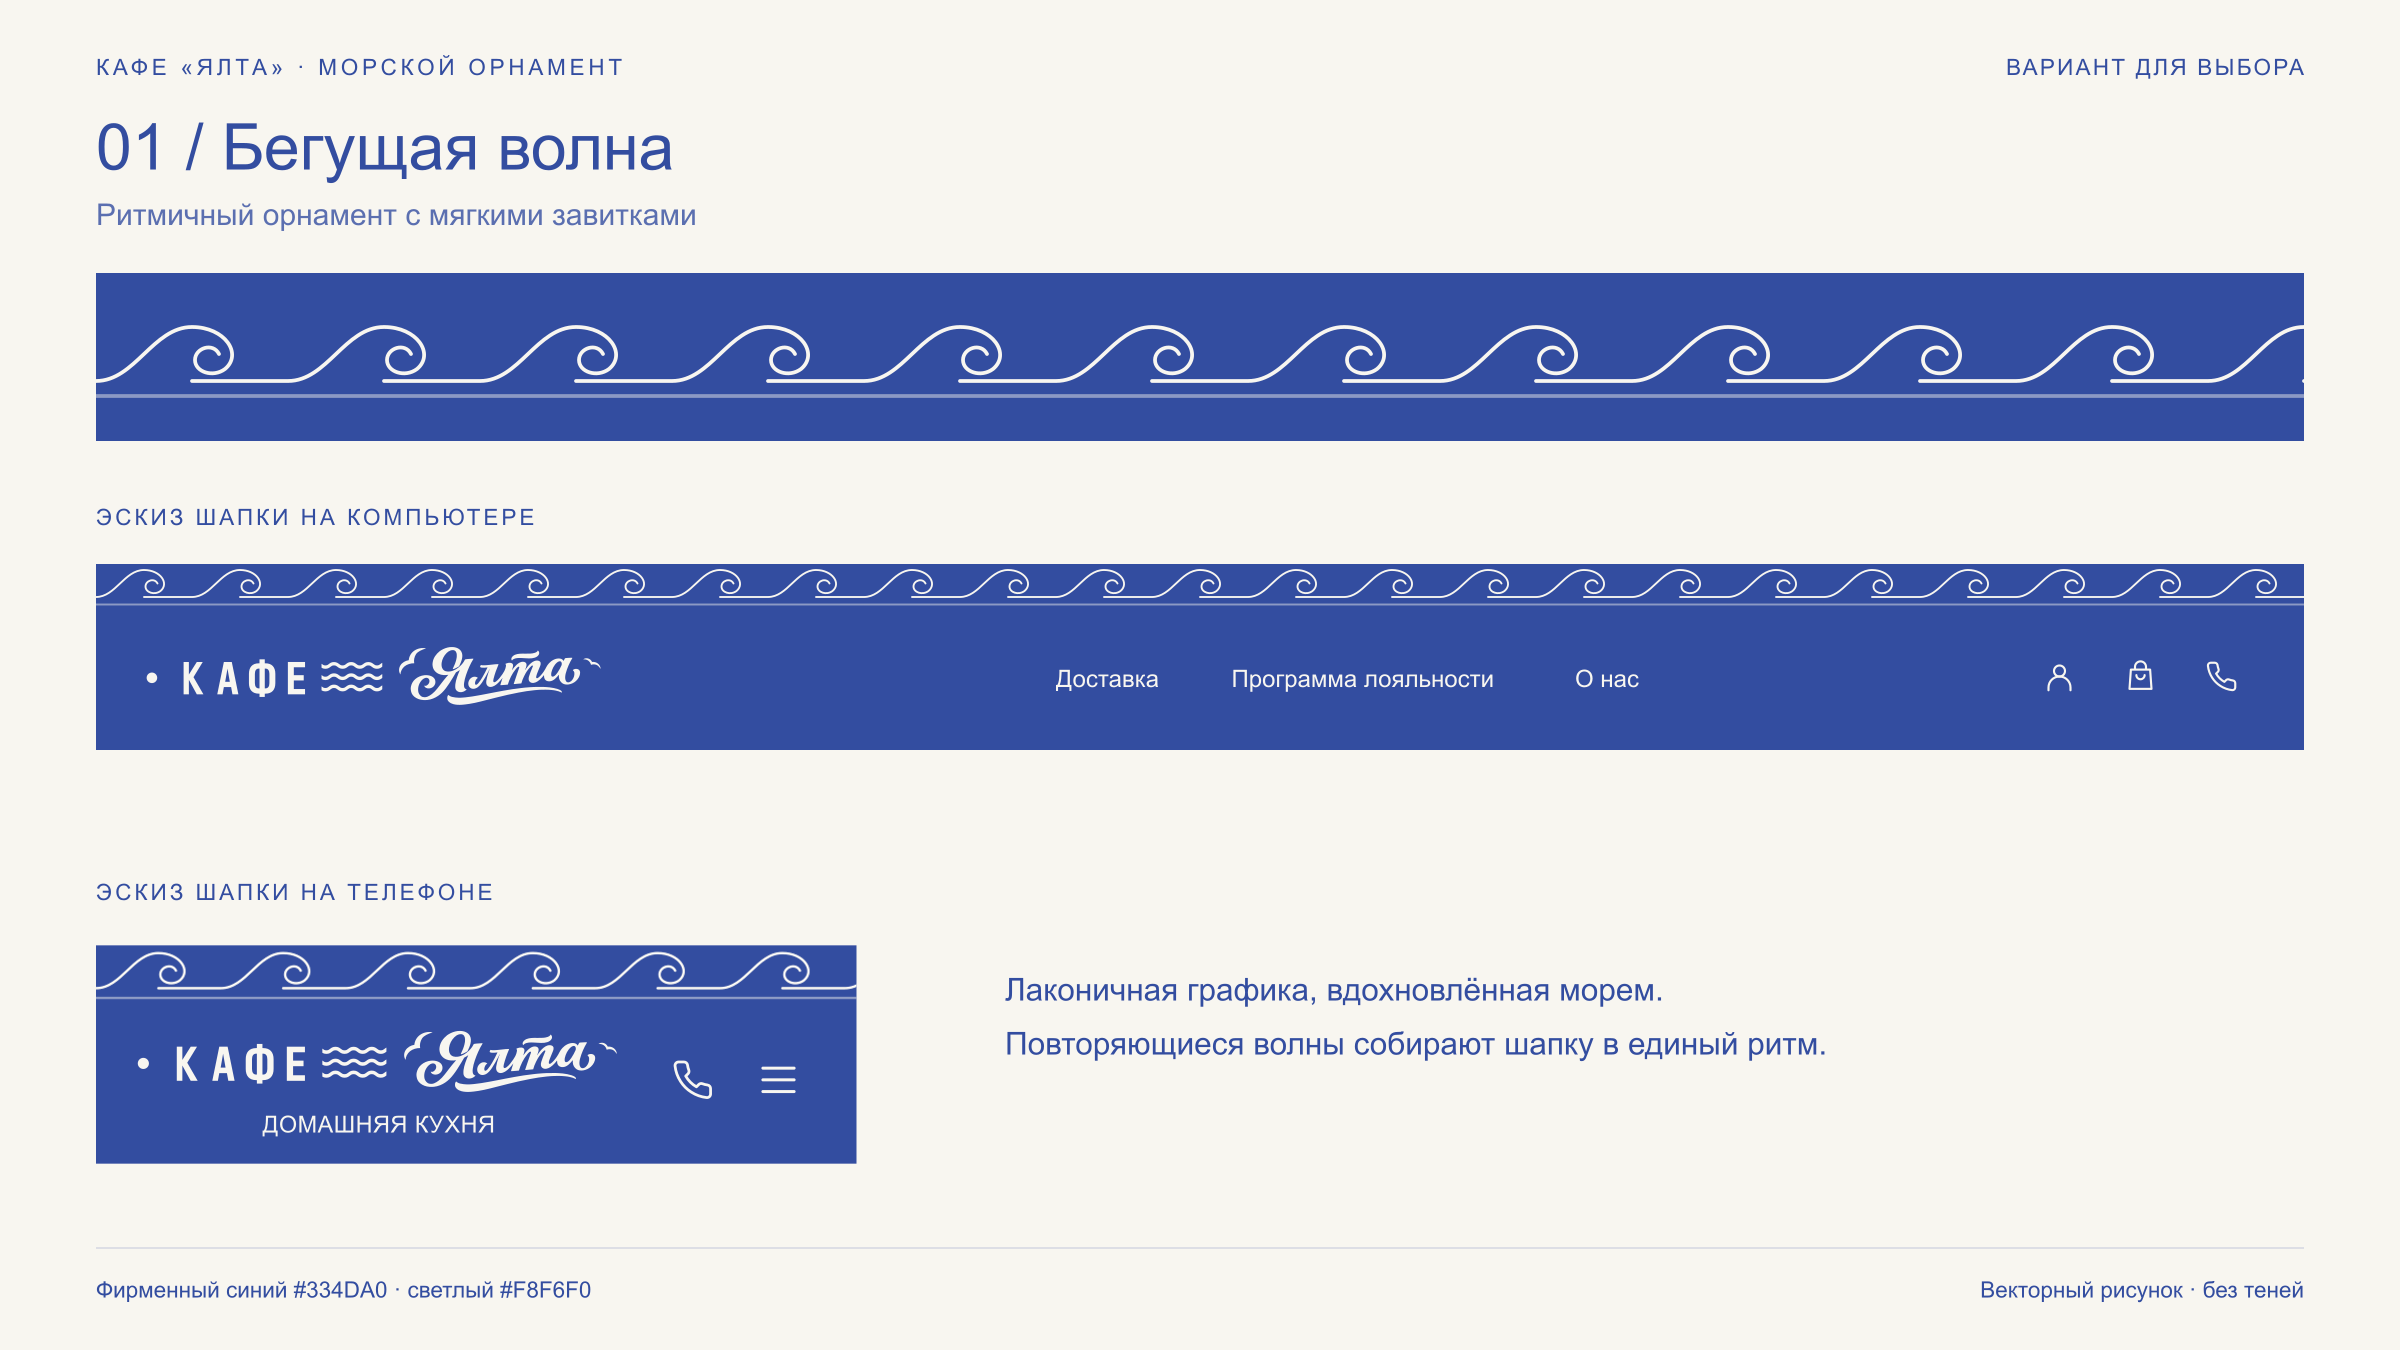 КАФЕ «ЯЛТА» · МОРСКОЙ ОРНАМЕНТ
ВАРИАНТ ДЛЯ ВЫБОРА
01 / Бегущая волна
Ритмичный орнамент с мягкими завитками
ЭСКИЗ ШАПКИ НА КОМПЬЮТЕРЕ
• КАФЕ Ялта
Доставка
Программа лояльности
О нас
ЭСКИЗ ШАПКИ НА ТЕЛЕФОНЕ
• КАФЕ Ялта
ДОМАШНЯЯ КУХНЯ
Лаконичная графика, вдохновлённая морем.
Повторяющиеся волны собирают шапку в единый ритм.
Фирменный синий #334DA0 · светлый #F8F6F0
Векторный рисунок · без теней